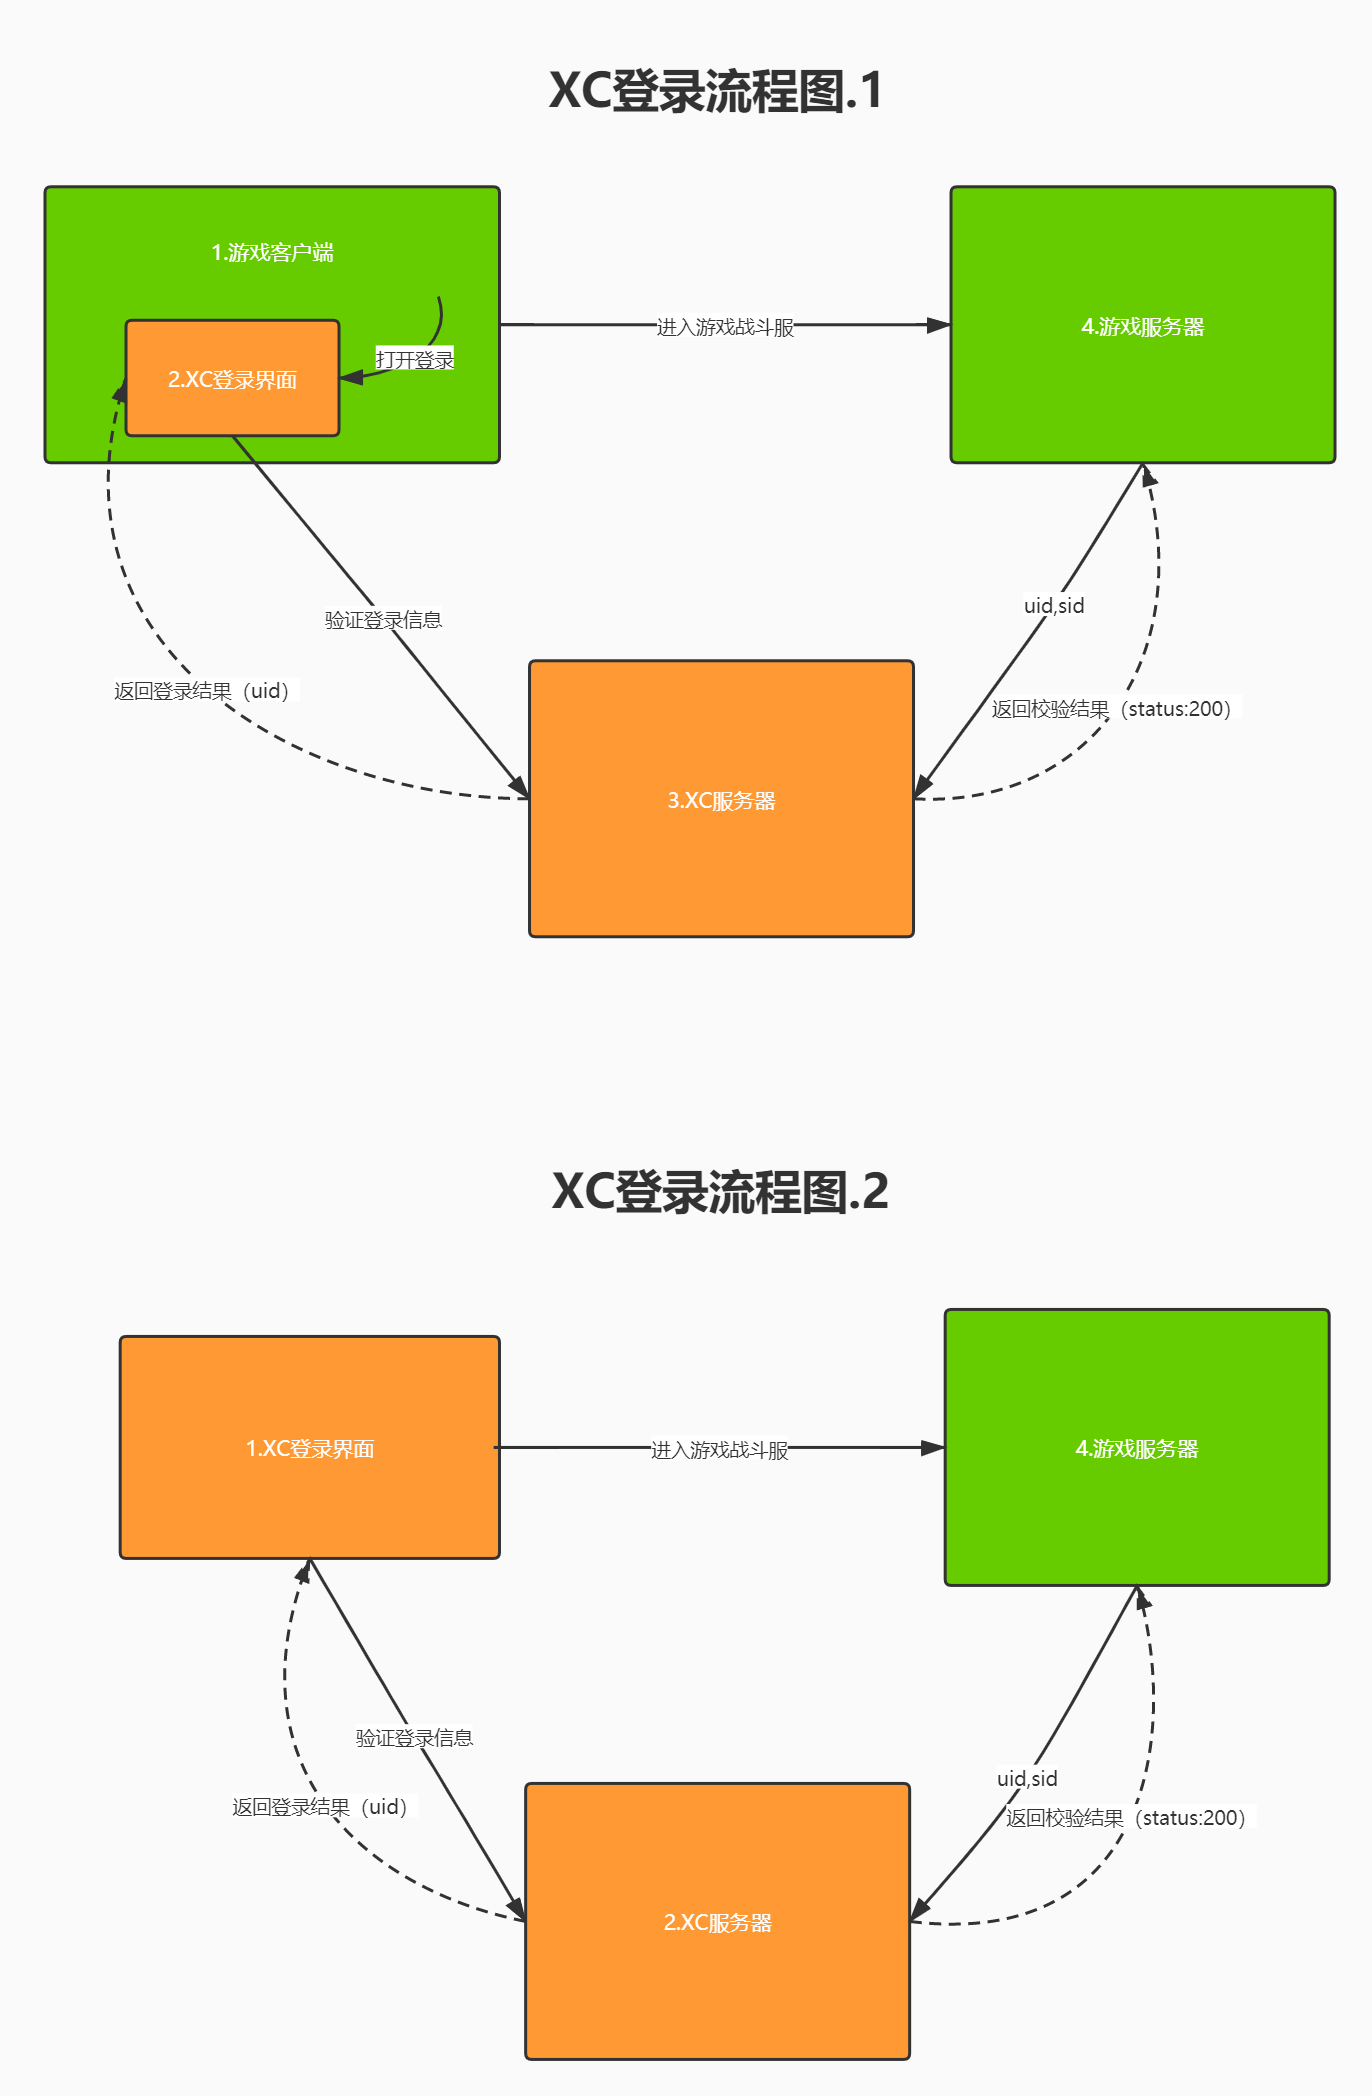 XC登录流程图.1
1.游戏客户端
打开登录
2.XC登录界面
进入游戏战斗服
4.游戏服务器
验证登录信息
uid,sid
返回登录结果（uid）
返回校验结果（status:200）
3.XC服务器
XC登录流程图.2
1.XC登录界面
进入游戏战斗服
4.游戏服务器
验证登录信息
uid,sid
返回登录结果（uid）
返回校验结果（status:200）
2.XC服务器